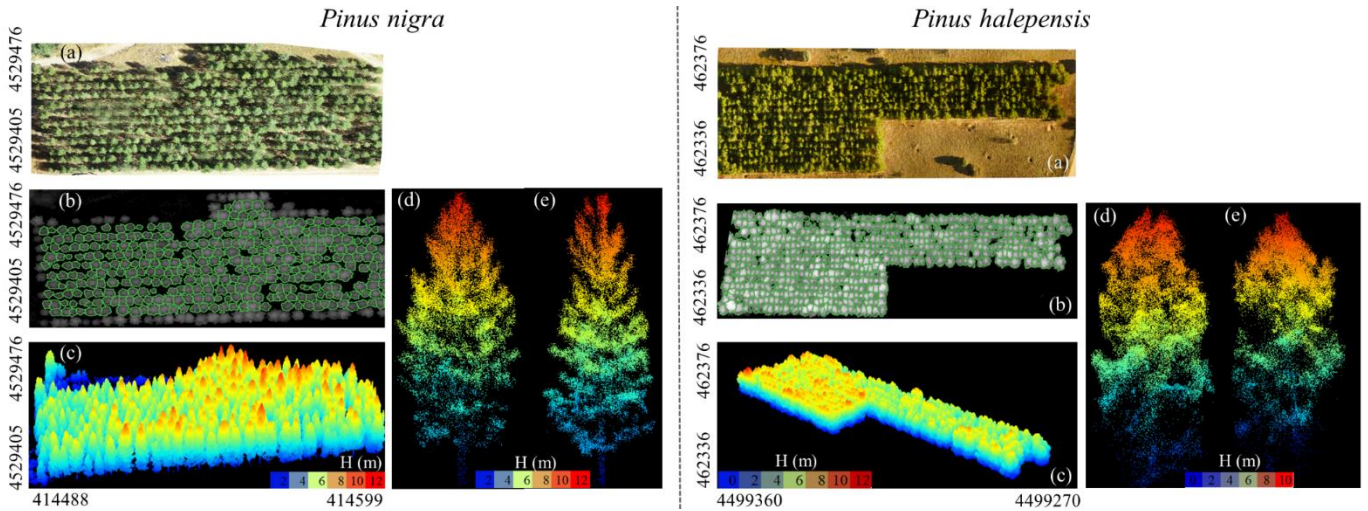 Pinus nigra
(a)
4529476
4529405
(b)
4529476
4529405
(c)
4529476
4529405
H (m)
2 4 6 8 10 12
414488 414599
(d) (e)
H (m)
2 4 6 8 10 12
Pinus halepensis
462376
462336
(a)
462376
462336
(b)
462376
462336
H (m)
0 2 4 6 8 10 12
(c)
4499360 4499270
(d) (e)
H (m)
0 2 4 6 8 10